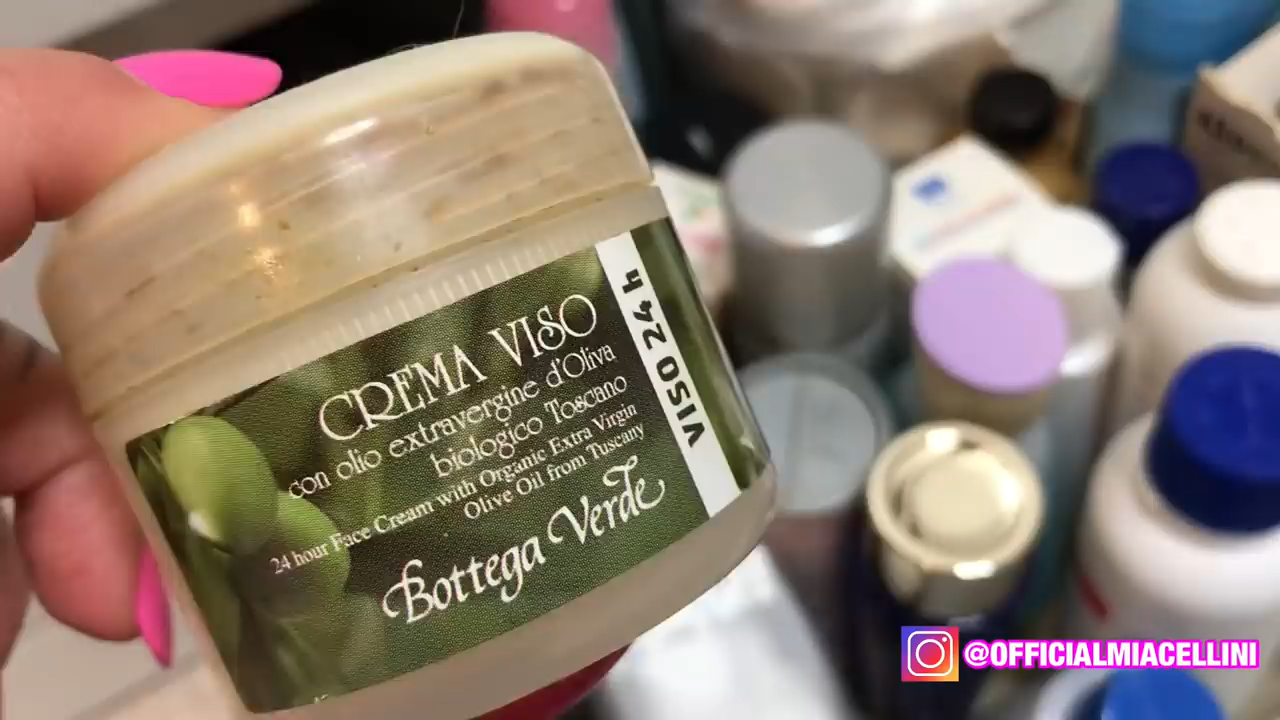 CREMA VISO
con olio extravergine d'Oliva
biologico Toscano
24 hour Face Cream with Organic Extra Virgin
Olive Oil from Tuscany
Bottega Verde
VISO 24 h
@OFFICIALMIACELLINI